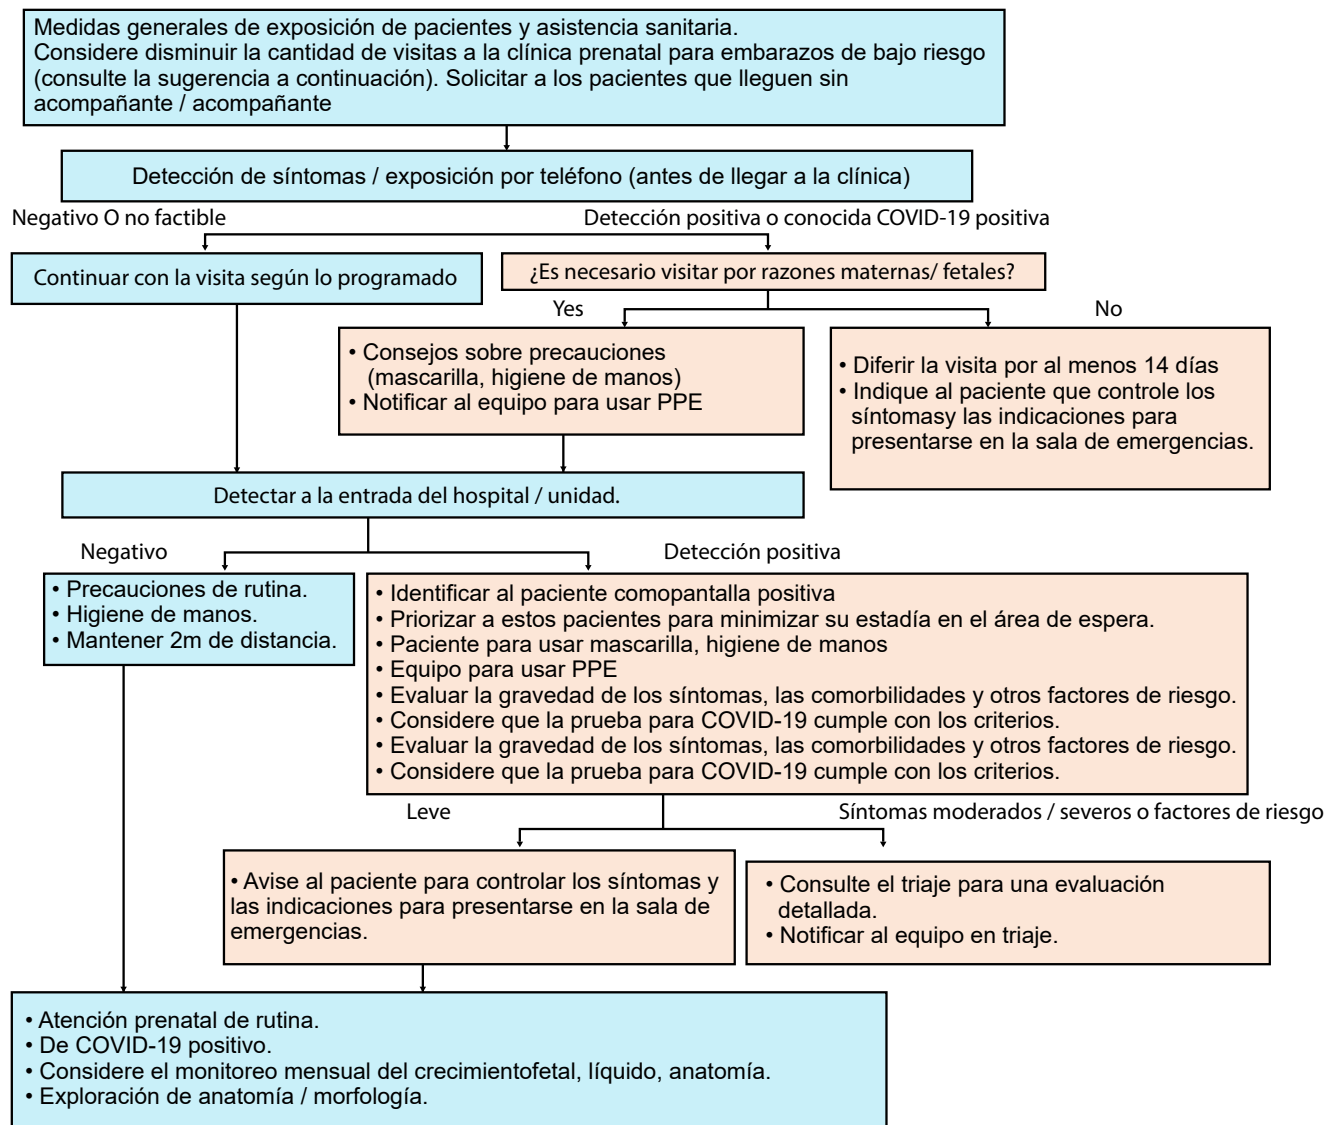 Medidas generales de exposición de pacientes y asistencia sanitaria.
Considere disminuir la cantidad de visitas a la clínica prenatal para embarazos de bajo riesgo
(consulte la sugerencia a continuación). Solicitar a los pacientes que lleguen sin
acompañante / acompañante
Detección de síntomas / exposición por teléfono (antes de llegar a la clínica)
Negativo O no factible
Detección positiva o conocida COVID-19 positiva
Continuar con la visita según lo programado
¿Es necesario visitar por razones maternas/ fetales?
Yes
No
• Consejos sobre precauciones
(mascarilla, higiene de manos)
• Notificar al equipo para usar PPE
• Diferir la visita por al menos 14 días
• Indique al paciente que controle los
síntomasy las indicaciones para
presentarse en la sala de emergencias.
Detectar a la entrada del hospital / unidad.
Negativo
Detección positiva
• Precauciones de rutina.
• Higiene de manos.
• Mantener 2m de distancia.
• Identificar al paciente comopantalla positiva
• Priorizar a estos pacientes para minimizar su estadía en el área de espera.
• Paciente para usar mascarilla, higiene de manos
• Equipo para usar PPE
• Evaluar la gravedad de los síntomas, las comorbilidades y otros factores de riesgo.
• Considere que la prueba para COVID-19 cumple con los criterios.
• Evaluar la gravedad de los síntomas, las comorbilidades y otros factores de riesgo.
• Considere que la prueba para COVID-19 cumple con los criterios.
Leve
Síntomas moderados / severos o factores de riesgo
• Avise al paciente para controlar los síntomas y
las indicaciones para presentarse en la sala de
emergencias.
• Consulte el triaje para una evaluación
detallada.
• Notificar al equipo en triaje.
• Atención prenatal de rutina.
• De COVID-19 positivo.
• Considere el monitoreo mensual del crecimientofetal, líquido, anatomía.
• Exploración de anatomía / morfología.